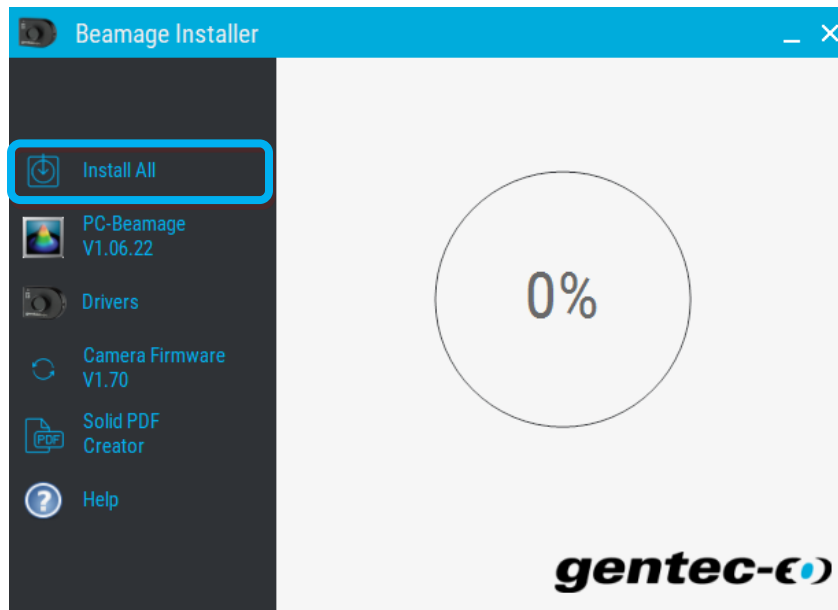 Beamage Installer
Install All
PC-Beamage
V1.06.22
Drivers
Camera Firmware
V1.70
Solid PDF
Creator
PDF
? Help
0%
gentec-eo